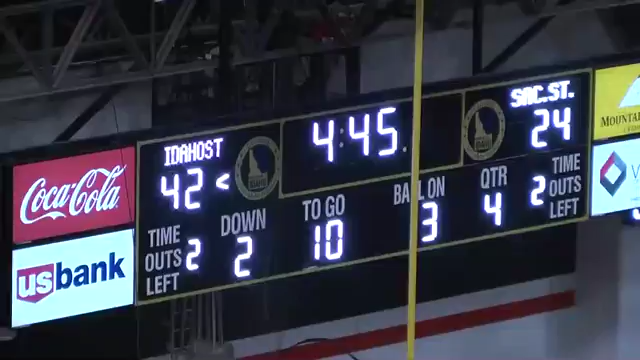 Coca-Cola
usbank
IDAHOST
42 <
4:45
SAC.ST.
24
TIME OUTS LEFT 2
DOWN 2
TO GO 10
BALL ON 3
QTR 4
2 TIME OUTS LEFT